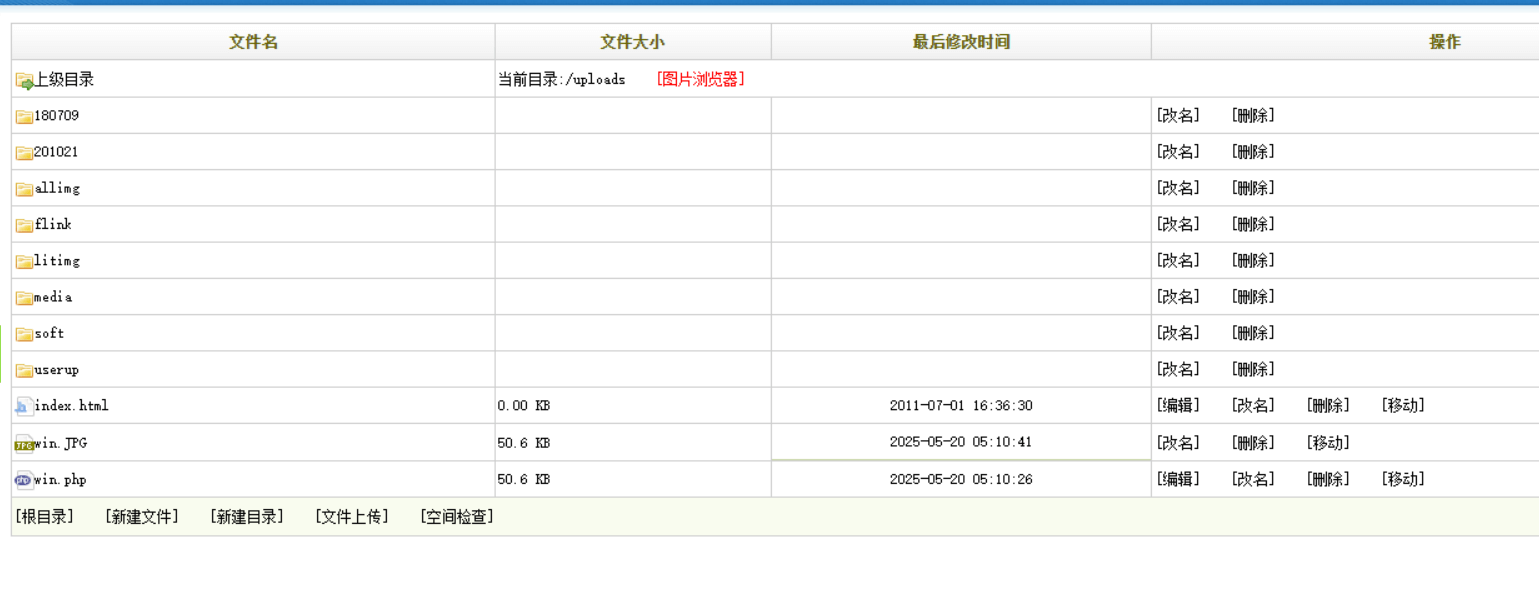 文件名 文件大小 最后修改时间 操作
上级目录 当前目录:/uploads [图片浏览器]
180709 [改名] [删除]
201021 [改名] [删除]
allimg [改名] [删除]
flink [改名] [删除]
litimg [改名] [删除]
media [改名] [删除]
soft [改名] [删除]
userup [改名] [删除]
index.html 0.00 KB 2011-07-01 16:36:30 [编辑] [改名] [删除] [移动]
win.JPG 50.6 KB 2025-05-20 05:10:41 [改名] [删除] [移动]
win.php 50.6 KB 2025-05-20 05:10:26 [编辑] [改名] [删除] [移动]
[根目录] [新建文件] [新建目录] [文件上传] [空间检查]